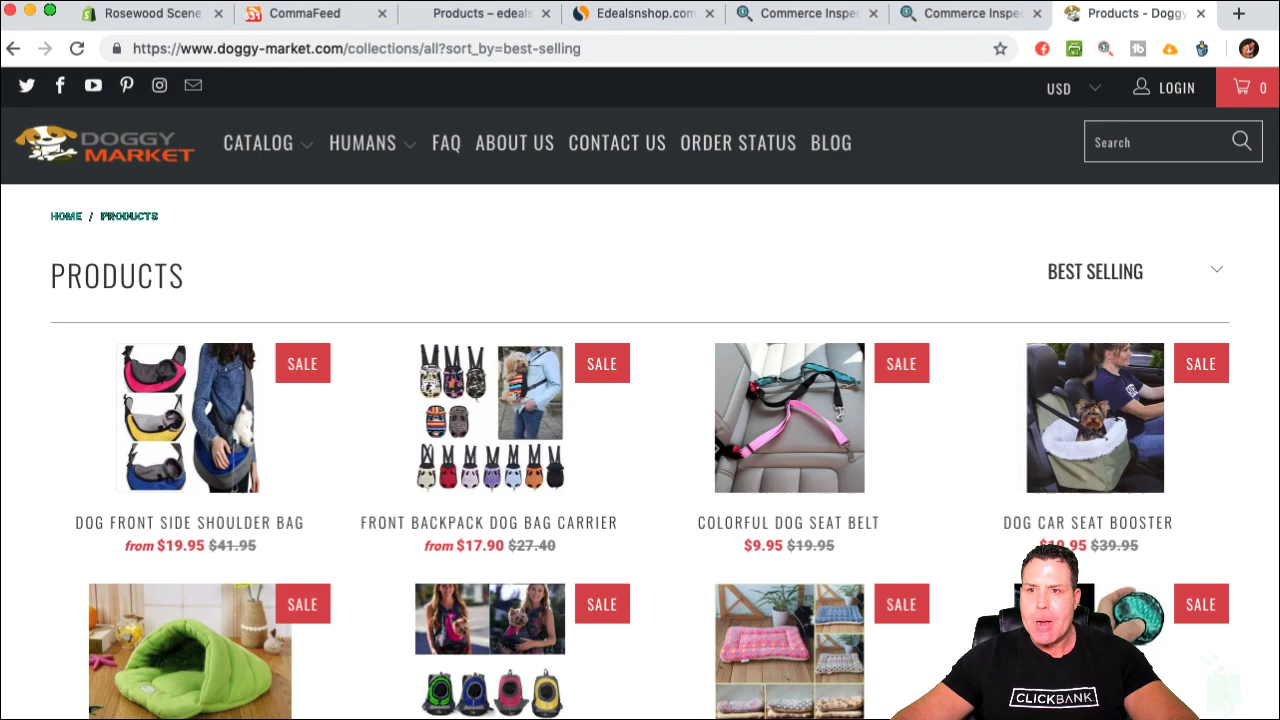 Rosewood Scene
CommaFeed
Products – edeals
Edealsnshop.com
Commerce Inspe
Commerce Inspe
Products - Doggy
https://www.doggy-market.com/collections/all?sort_by=best-selling
USD
LOGIN
0
DOGGY
MARKET
CATALOG
HUMANS
FAQ
ABOUT US
CONTACT US
ORDER STATUS
BLOG
Search
HOME / PRODUCTS
PRODUCTS
BEST SELLING
SALE
SALE
SALE
SALE
DOG FRONT SIDE SHOULDER BAG
from $19.95 $41.95
FRONT BACKPACK DOG BAG CARRIER
from $17.90 $27.40
COLORFUL DOG SEAT BELT
$9.95 $19.95
DOG CAR SEAT BOOSTER
$19.95 $39.95
SALE
SALE
SALE
SALE
CLICKBANK